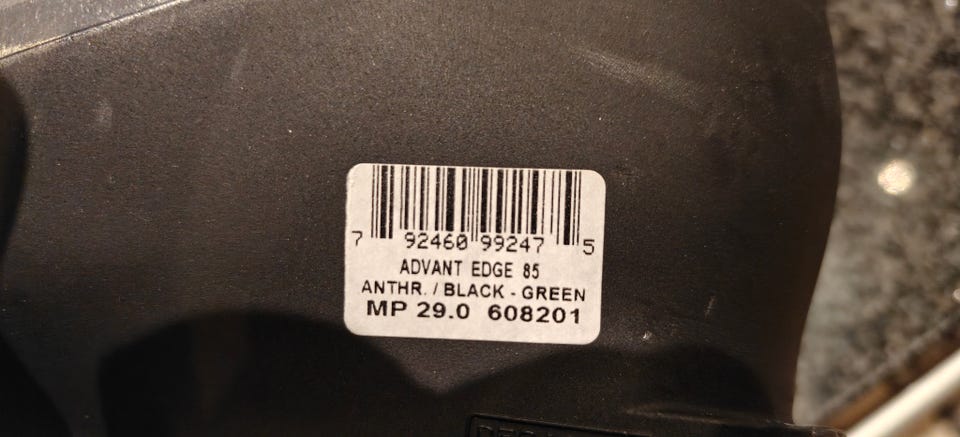 7 92460 99247 5
ADVANT EDGE 85
ANTHR. / BLACK - GREEN
MP 29.0 608201